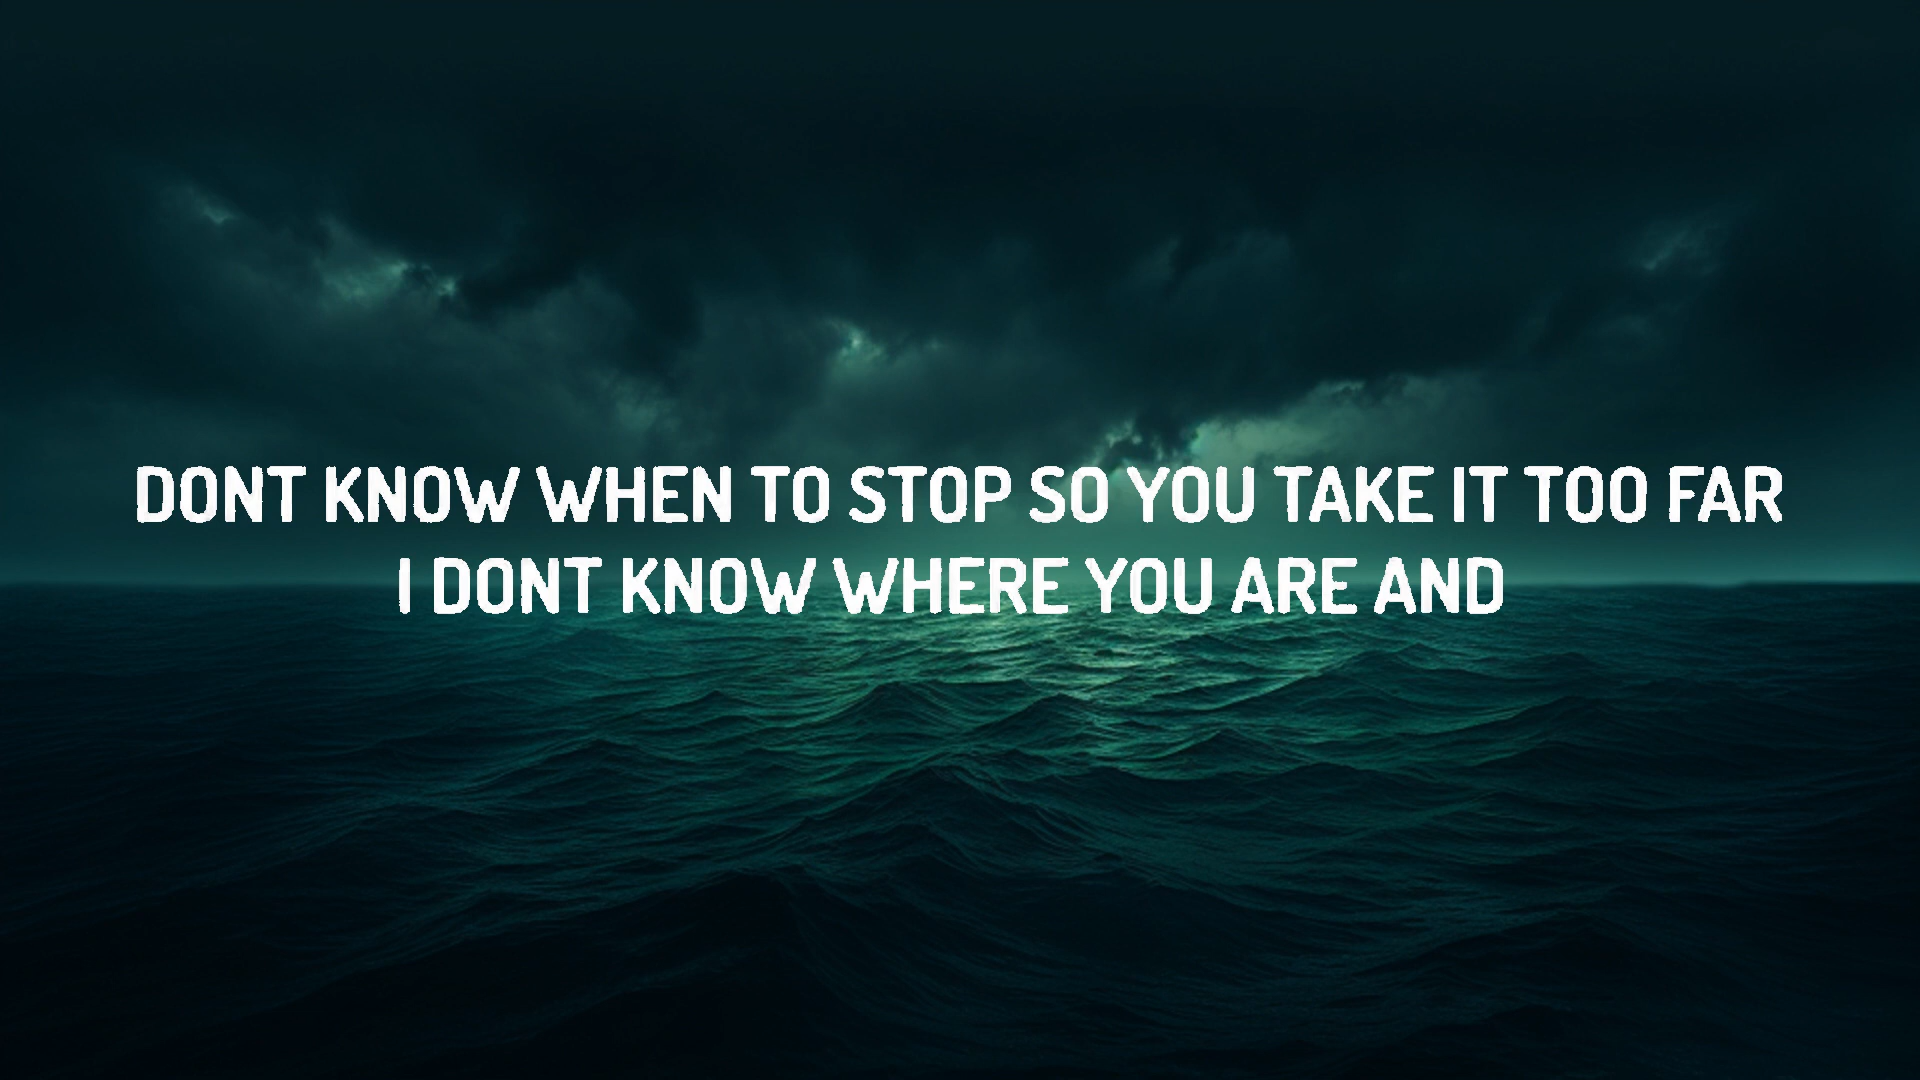 DONT KNOW WHEN TO STOP SO YOU TAKE IT TOO FAR
I DONT KNOW WHERE YOU ARE AND